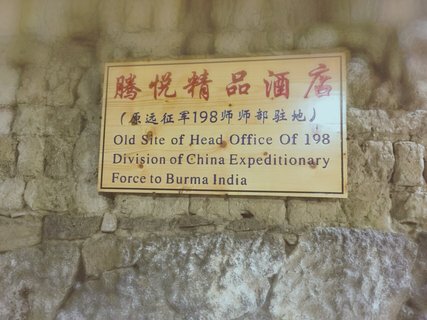 腾悦精品酒店
（原远征军198师师部驻地）
Old Site of Head Office Of 198
Division of China Expeditionary
Force to Burma India